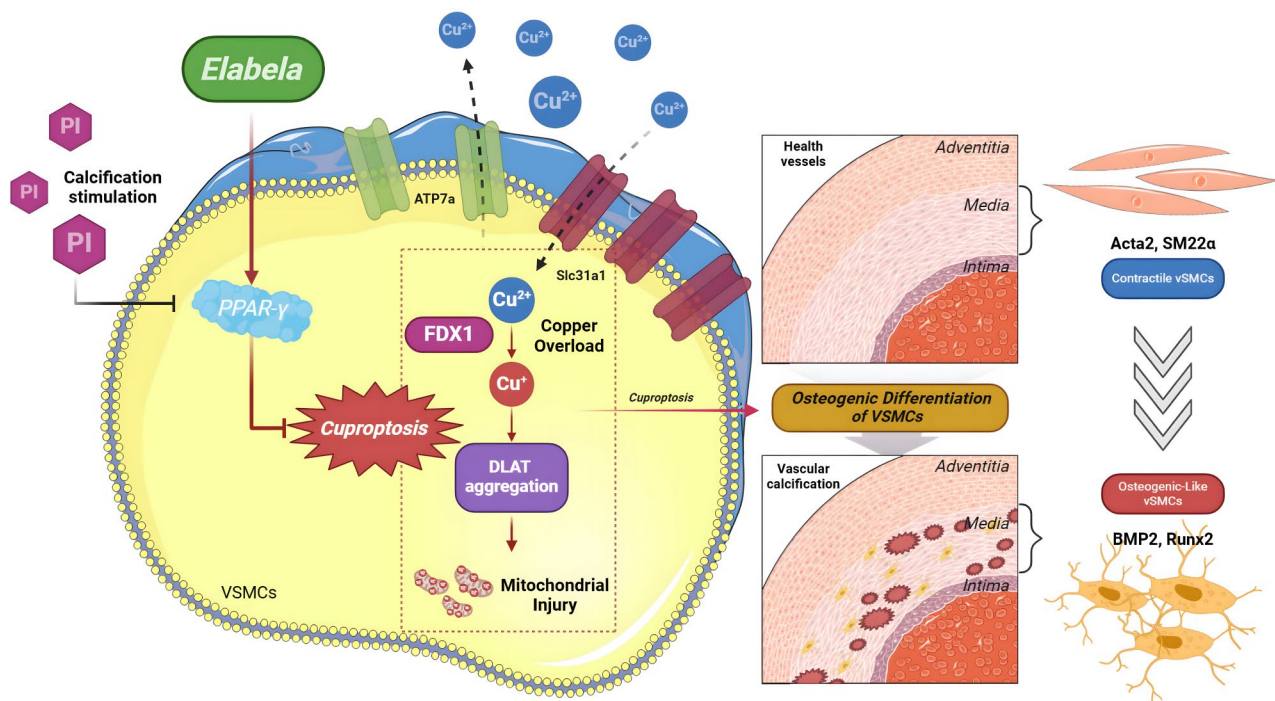 Elabela
PI
PI
PI
Calcification
stimulation
Cu²⁺
Cu²⁺
Cu²⁺
Cu²⁺
Cu²⁺
ATP7a
Slc31a1
PPAR-γ
Cuproptosis
Cu²⁺
FDX1
Copper
Overload
Cu⁺
DLAT
aggregation
Mitochondrial
Injury
VSMCs
Cuproptosis
Health
vessels
Adventitia
Media
Intima
Osteogenic Differentiation
of VSMCs
Vascular
calcification
Adventitia
Media
Intima
Acta2, SM22α
Contractile vSMCs
Osteogenic-Like
vSMCs
BMP2, Runx2